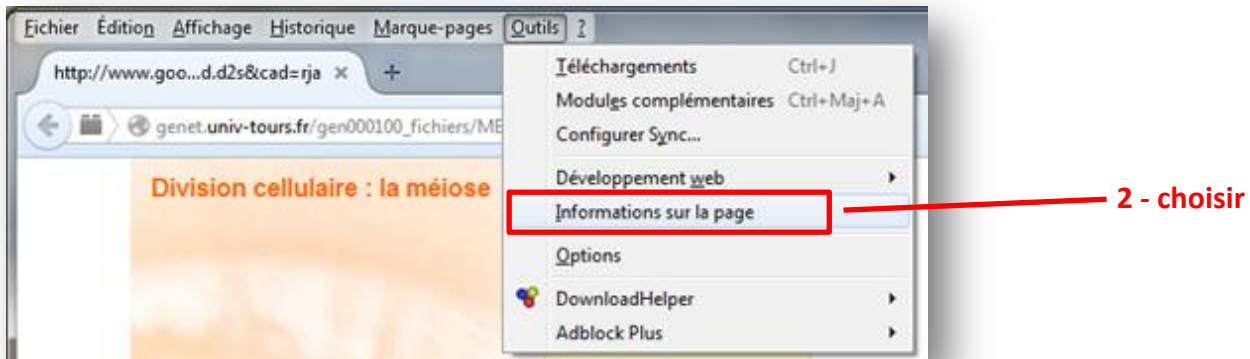 Fichier Édition Affichage Historique Marque-pages Outils ?
http://www.goo...d.d2s&cad=rja × +
Téléchargements Ctrl+J
Modules complémentaires Ctrl+Maj+A
genet.univ-tours.fr/gen000100_fichiers/ME
Configurer Sync...
Division cellulaire : la méiose
Développement web
Informations sur la page
2 - choisir
Options
DownloadHelper
Adblock Plus